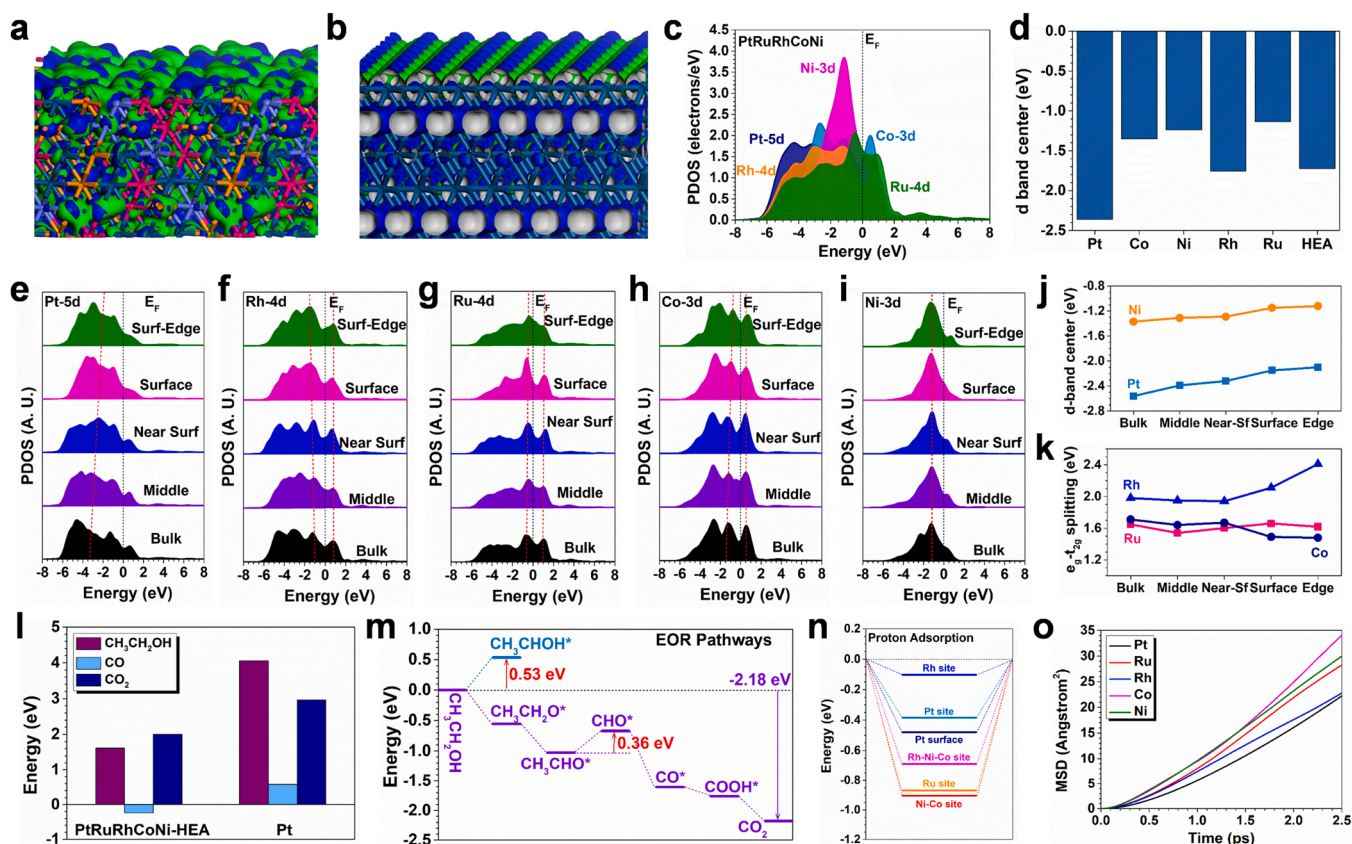 a
b
c
PtRuRhCoNi
E_F
Ni-3d
Pt-5d
Co-3d
Rh-4d
Ru-4d
PDOS (electrons/eV)
4.5
4.0
3.5
3.0
2.5
2.0
1.5
1.0
0.5
0.0
-8 -6 -4 -2 0 2 4 6 8
Energy (eV)
d
d band center (eV)
0.0
-0.5
-1.0
-1.5
-2.0
-2.5
Pt Co Ni Rh Ru HEA
e
Pt-5d
E_F
Surf-Edge
Surface
Near Surf
Middle
Bulk
PDOS (A. U.)
-8 -6 -4 -2 0 2 4 6 8
Energy (eV)
f
Rh-4d
E_F
Surf-Edge
Surface
Near Surf
Middle
Bulk
PDOS (A. U.)
-8 -6 -4 -2 0 2 4 6 8
Energy (eV)
g
Ru-4d
E_F
Surf-Edge
Surface
Near Surf
Middle
Bulk
PDOS (A. U.)
-8 -6 -4 -2 0 2 4 6 8
Energy (eV)
h
Co-3d
E_F
Surf-Edge
Surface
Near Surf
Middle
Bulk
PDOS (A. U.)
-8 -6 -4 -2 0 2 4 6 8
Energy (eV)
i
Ni-3d
E_F
Surf-Edge
Surface
Near Surf
Middle
Bulk
PDOS (A. U.)
-8 -6 -4 -2 0 2 4 6 8
Energy (eV)
j
d-band center (eV)
-0.8
-1.2
-1.6
-2.0
-2.4
-2.8
Ni
Pt
Bulk Middle Near-Sf Surface Edge
k
e_g-t_2g splitting (eV)
2.4
2.0
1.6
1.2
Rh
Ru
Co
Bulk Middle Near-Sf Surface Edge
l
Energy (eV)
5
4
3
2
1
0
-1
CH₃CH₂OH
CO
CO₂
PtRuRhCoNi-HEA Pt
m
EOR Pathways
Energy (eV)
1.0
0.5
0.0
-0.5
-1.0
-1.5
-2.0
-2.5
CH₃CHOH*
0.53 eV
-2.18 eV
CH₃CH₂OH
CH₃CH₂O*
CHO*
0.36 eV
CH₃CHO*
CO*
COOH*
CO₂
n
Proton Adsorption
Energy (eV)
0.2
0.0
-0.2
-0.4
-0.6
-0.8
-1.0
-1.2
Rh site
Pt site
Pt surface
Rh-Ni-Co site
Ru site
Ni-Co site
o
MSD (Angstrom²)
35
30
25
20
15
10
5
0
Pt
Ru
Rh
Co
Ni
0.0 0.5 1.0 1.5 2.0 2.5
Time (ps)